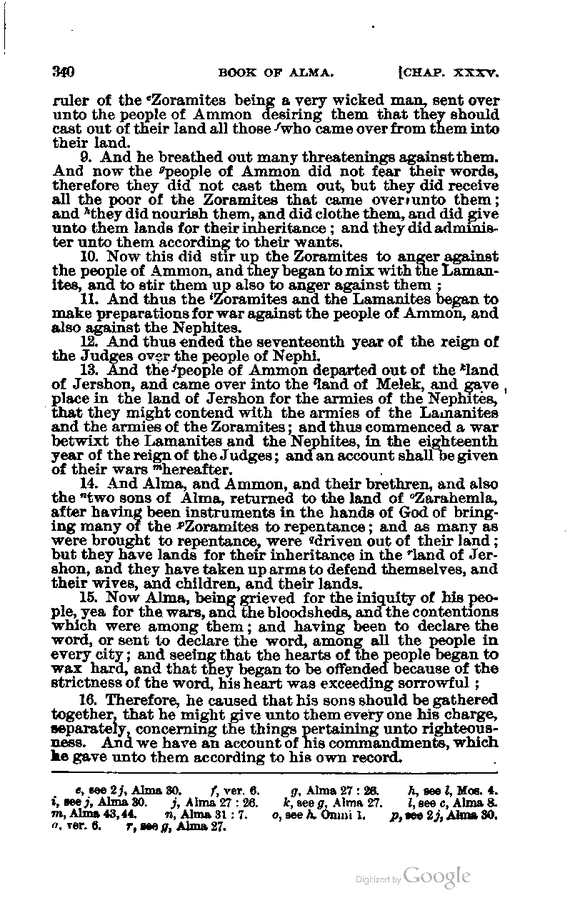 340 BOOK OF ALMA. [CHAP. XXXV.
ruler of the eZoramites being a very wicked man, sent over
unto the people of Ammon desiring them that they should
cast out of their land all those fwho came over from them into
their land.
9. And he breathed out many threatenings against them.
And now the gpeople of Ammon did not fear their words,
therefore they did not cast them out, but they did receive
all the poor of the Zoramites that came over unto them;
and hthey did nourish them, and did clothe them, and did give
unto them lands for their inheritance; and they did adminis-
ter unto them according to their wants.
10. Now this did stir up the Zoramites to anger against
the people of Ammon, and they began to mix with the Laman-
ites, and to stir them up also to anger against them;
11. And thus the iZoramites and the Lamanites began to
make preparations for war against the people of Ammon, and
also against the Nephites.
12. And thus ended the seventeenth year of the reign of
the Judges over the people of Nephi.
13. And the jpeople of Ammon departed out of the kland
of Jershon, and came over into the lland of Melek, and gave
place in the land of Jershon for the armies of the Nephites,
that they might contend with the armies of the Lamanites
and the armies of the Zoramites; and thus commenced a war
betwixt the Lamanites and the Nephites, in the eighteenth
year of the reign of the Judges; and an account shall be given
of their wars mhereafter.
14. And Alma, and Ammon, and their brethren, and also
the ntwo sons of Alma, returned to the land of oZarahemla,
after having been instruments in the hands of God of bring-
ing many of the pZoramites to repentance; and as many as
were brought to repentance, were qdriven out of their land;
but they have lands for their inheritance in the rland of Jer-
shon, and they have taken up arms to defend themselves, and
their wives, and children, and their lands.
15. Now Alma, being grieved for the iniquity of his peo-
ple, yea for the wars, and the bloodsheds, and the contentions
which were among them; and having been to declare the
word, or sent to declare the word, among all the people in
every city; and seeing that the hearts of the people began to
wax hard, and that they began to be offended because of the
strictness of the word, his heart was exceeding sorrowful;
16. Therefore, he caused that his sons should be gathered
together, that he might give unto them every one his charge,
separately, concerning the things pertaining unto righteous-
ness. And we have an account of his commandments, which
he gave unto them according to his own record.
e, see 2j, Alma 30. f, ver. 6. g, Alma 27 : 26. h, see l, Mos. 4.
i, see j, Alma 30. j, Alma 27 : 26. k, see g, Alma 27. l, see c, Alma 8.
m, Alma 43, 44. n, Alma 31 : 7. o, see h. Omni 1. p, see 2j, Alma 30.
q, ver. 6. r, see g, Alma 27.
Digitized by Google